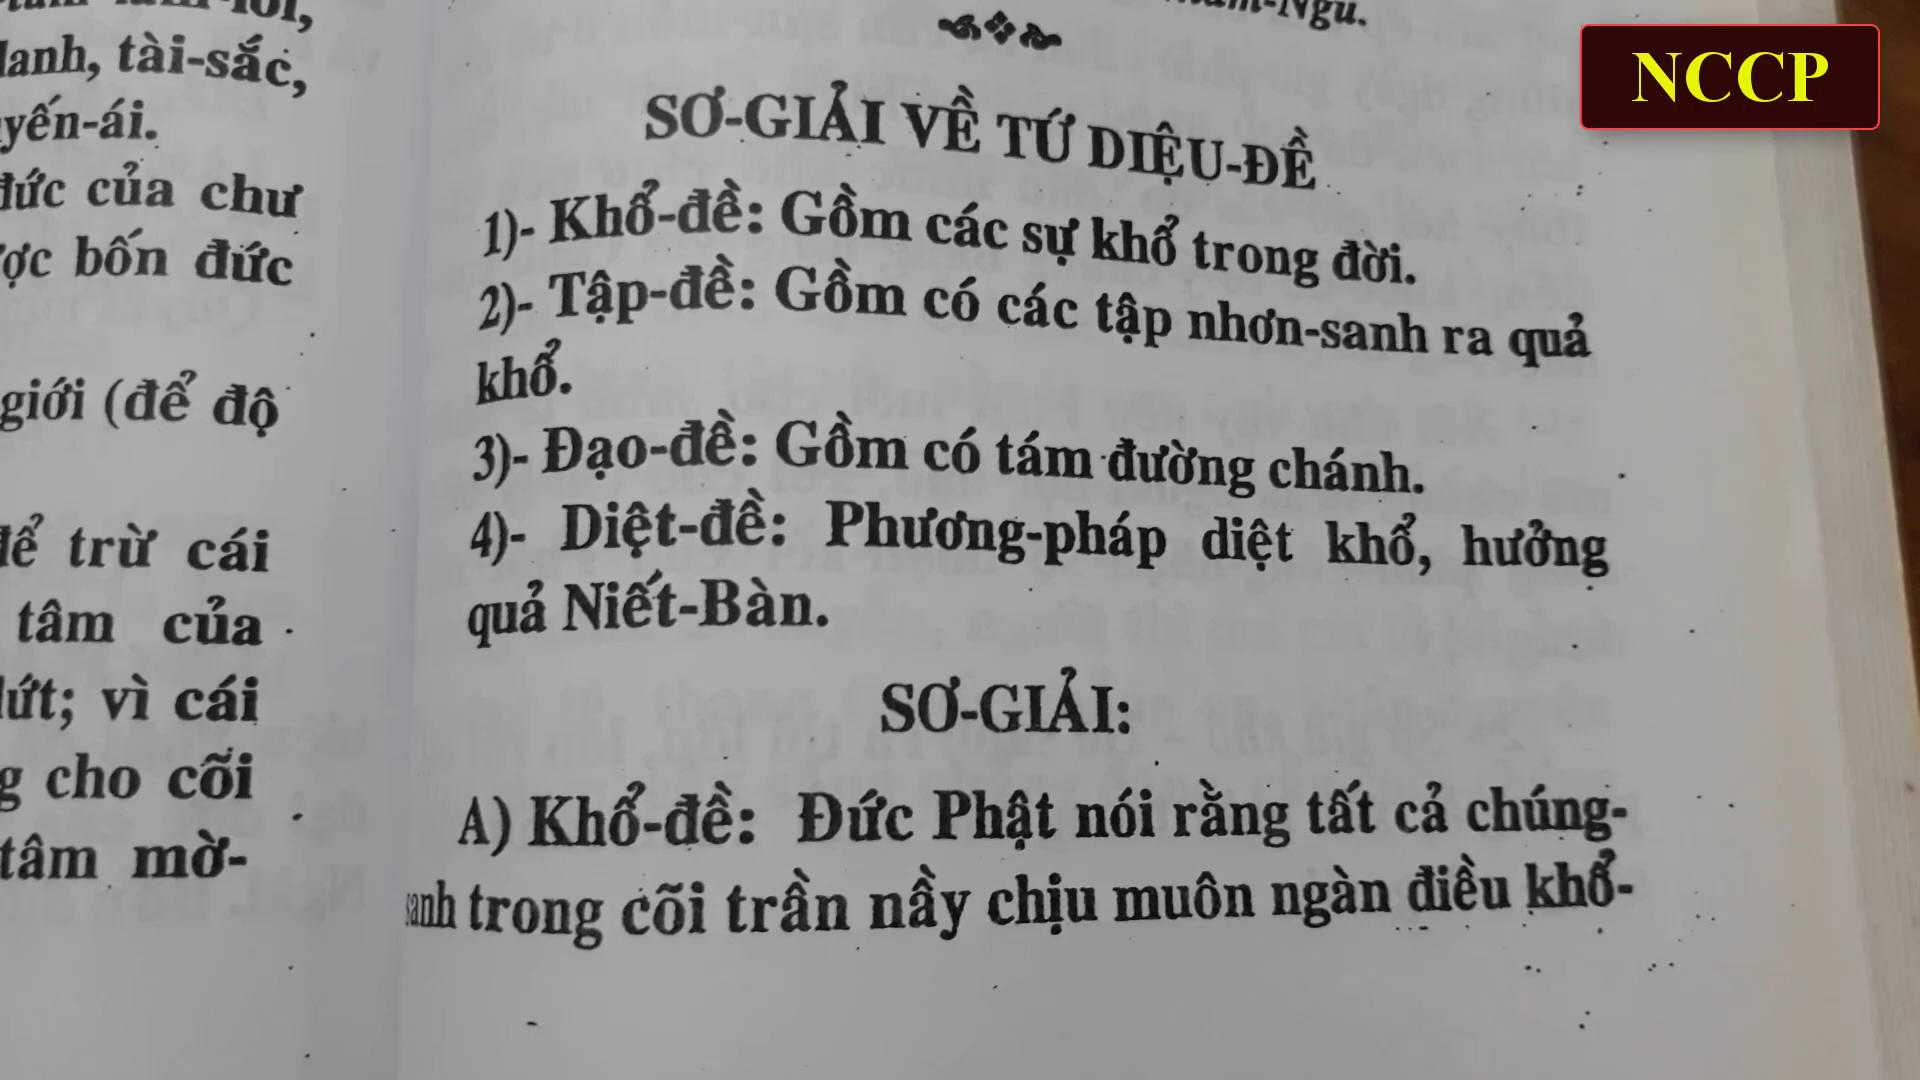 lanh, tài-sắc,
yến-ái.
đức của chư
ợc bốn đức
giới (để độ
để trừ cái
tâm của
lứt; vì cái
g cho cõi
tâm mờ-
NCCP
SƠ-GIẢI VỀ TỨ DIỆU-ĐỀ
1)- Khổ-đề: Gồm các sự khổ trong đời.
2)- Tập-đề: Gồm có các tập nhơn-sanh ra quả
khổ.
3)- Đạo-đề: Gồm có tám đường chánh.
4)- Diệt-đề: Phương-pháp diệt khổ, hưởng
quả Niết-Bàn.
SƠ-GIẢI:
A) Khổ-đề: Đức Phật nói rằng tất cả chúng-
sanh trong cõi trần nầy chịu muôn ngàn điều khổ-